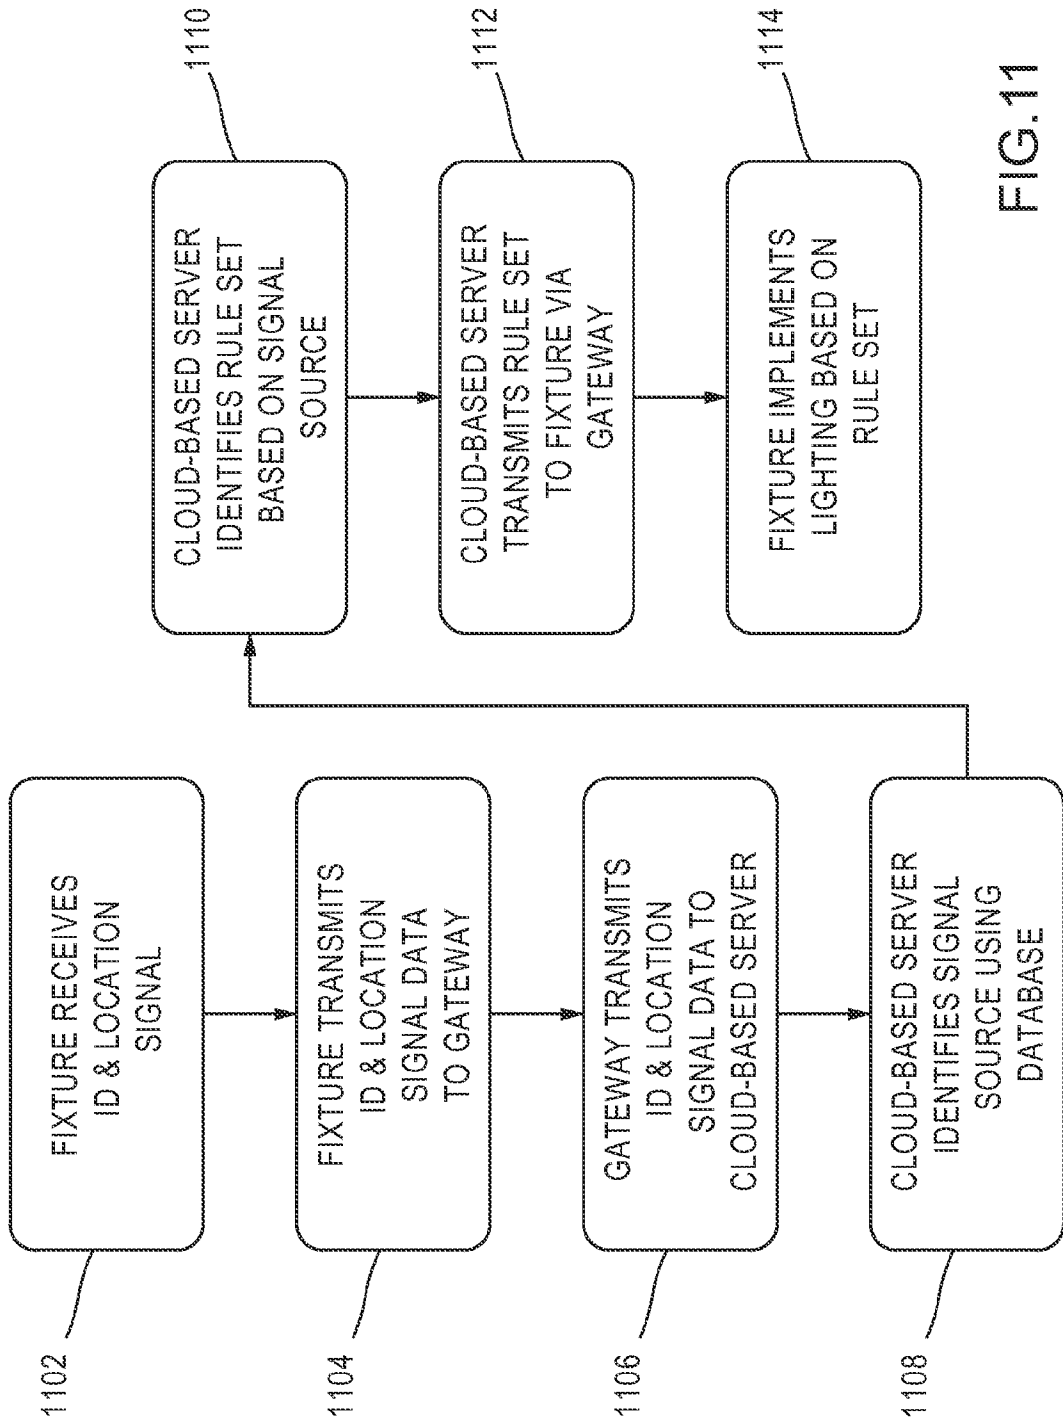 1102
FIXTURE RECEIVES
ID & LOCATION
SIGNAL
1104
FIXTURE TRANSMITS
ID & LOCATION
SIGNAL DATA
TO GATEWAY
1106
GATEWAY TRANSMITS
ID & LOCATION
SIGNAL DATA TO
CLOUD-BASED SERVER
1108
CLOUD-BASED SERVER
IDENTIFIES SIGNAL
SOURCE USING
DATABASE
1110
CLOUD-BASED SERVER
IDENTIFIES RULE SET
BASED ON SIGNAL
SOURCE
1112
CLOUD-BASED SERVER
TRANSMITS RULE SET
TO FIXTURE VIA
GATEWAY
1114
FIXTURE IMPLEMENTS
LIGHTING BASED ON
RULE SET
FIG.11